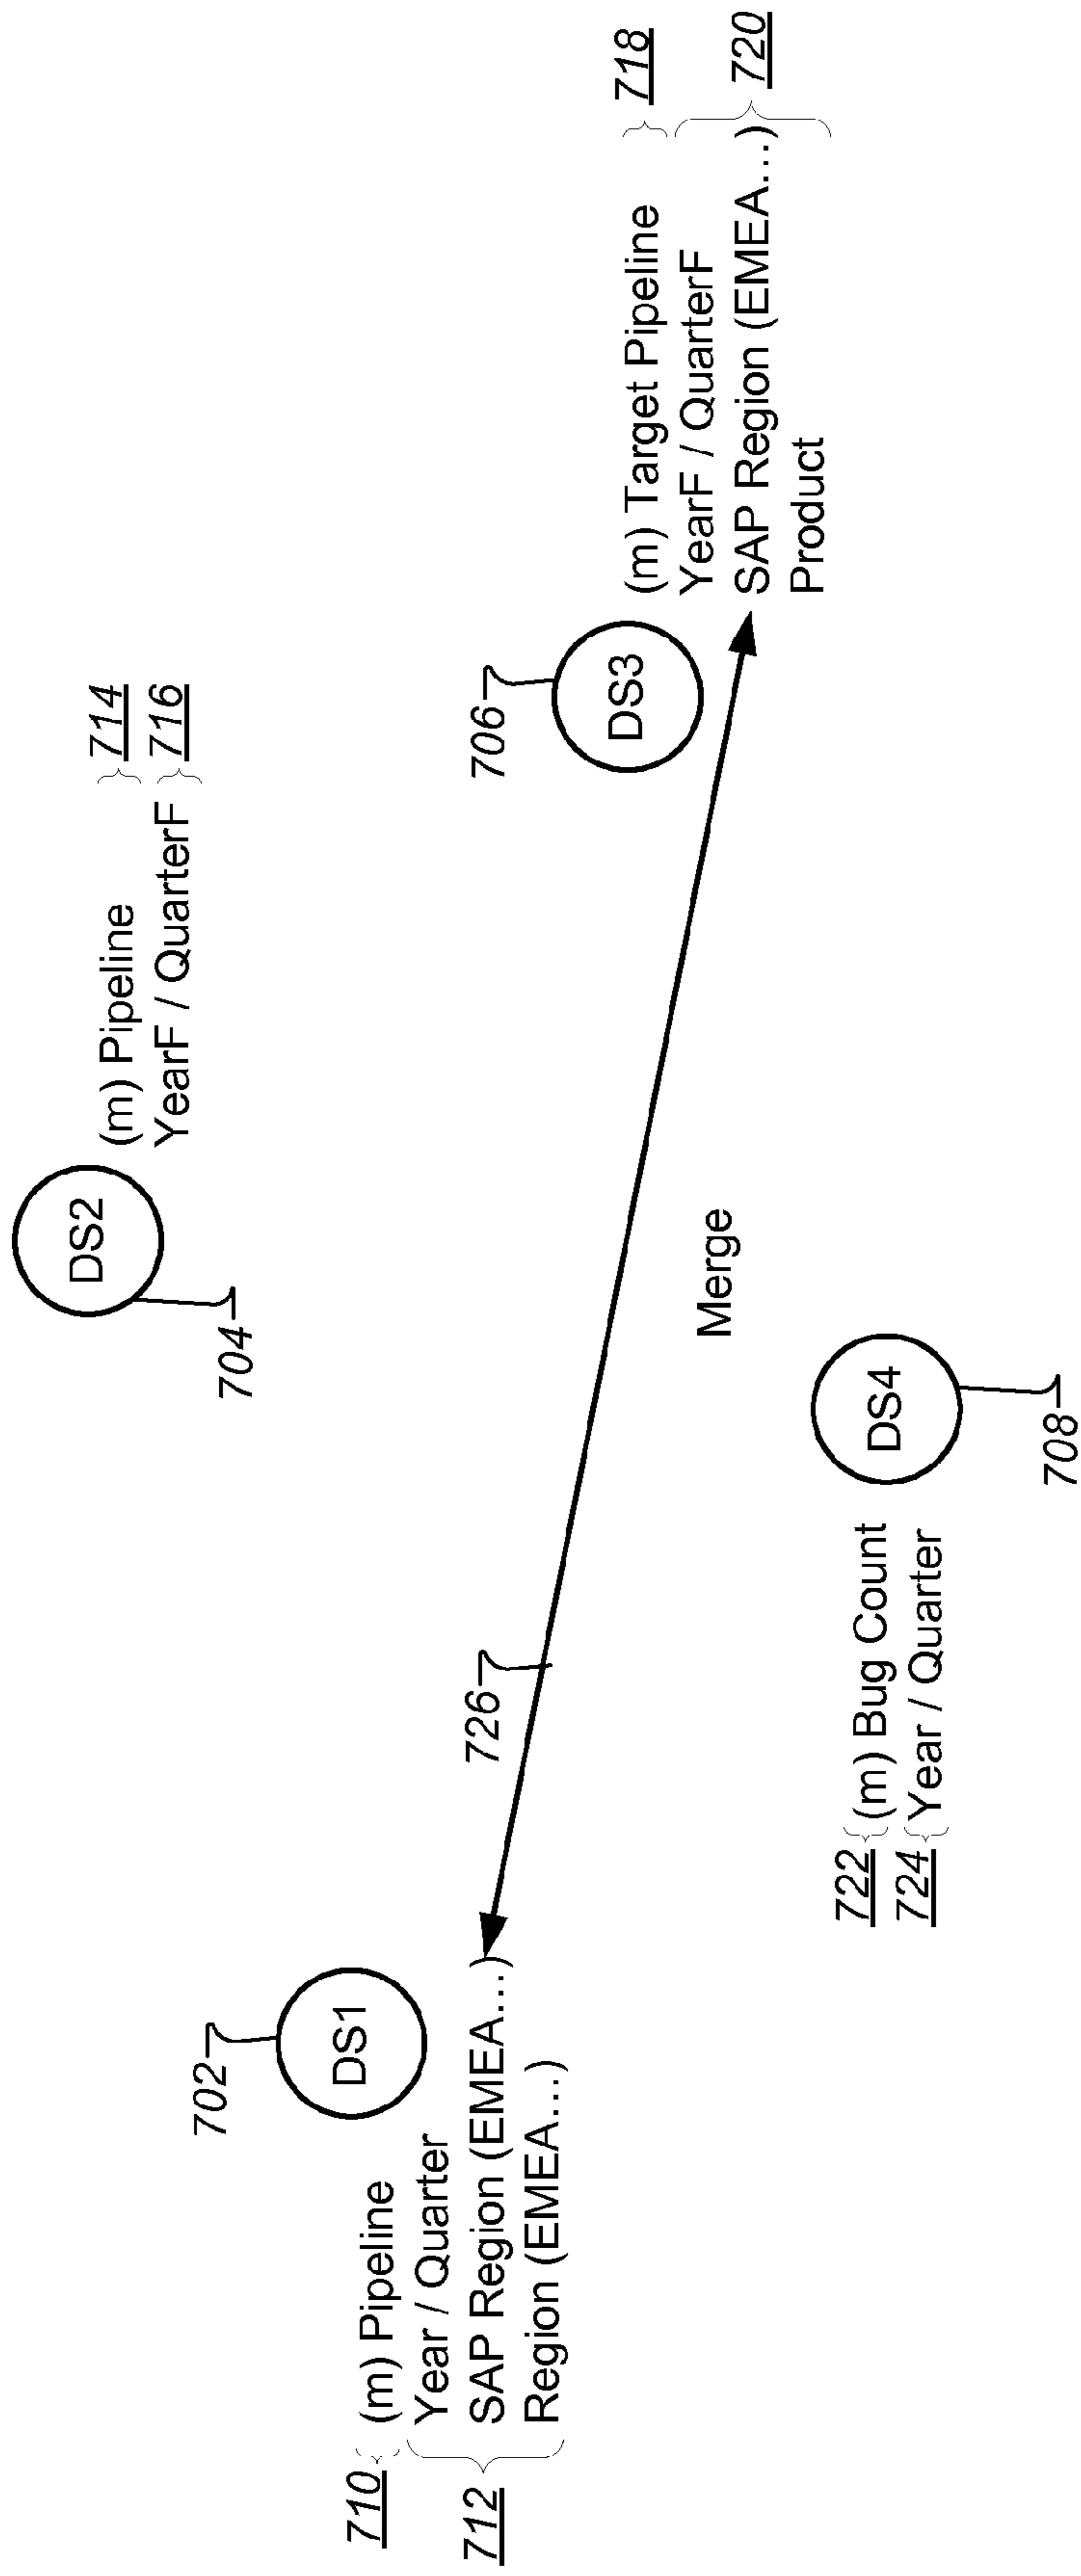 DS2
(m) Pipeline
714
YearF / QuarterF
716
704
702
DS1
710
(m) Pipeline
Year / Quarter
SAP Region (EMEA...)
Region (EMEA...)
712
726
Merge
706
DS3
(m) Target Pipeline
718
YearF / QuarterF
SAP Region (EMEA...)
Product
720
722
(m) Bug Count
724
Year / Quarter
DS4
708